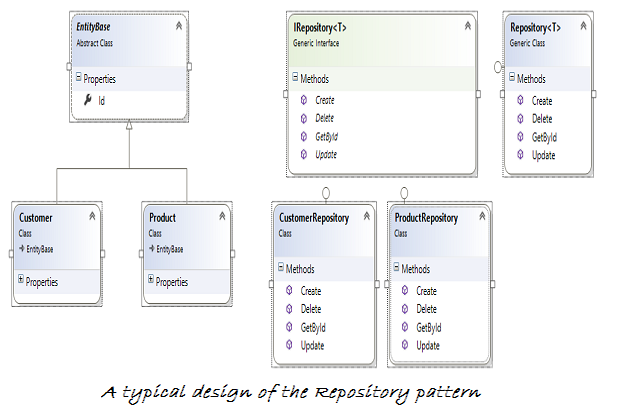 EntityBase
Abstract Class
Properties
Id
IRepository<T>
Generic Interface
Methods
Create
Delete
GetById
Update
Repository<T>
Generic Class
Methods
Create
Delete
GetById
Update
Customer
Class
EntityBase
Properties
Product
Class
EntityBase
Properties
CustomerRepository
Class
Methods
Create
Delete
GetById
Update
ProductRepository
Class
Methods
Create
Delete
GetById
Update
A typical design of the Repository pattern